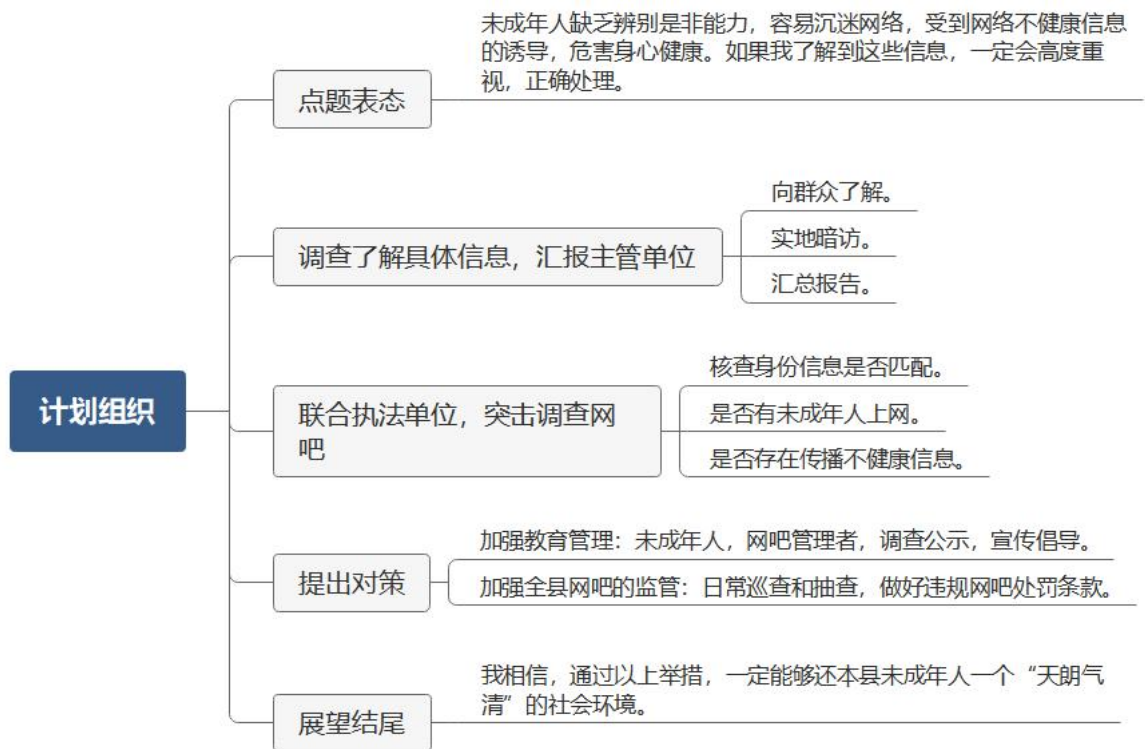 未成年人缺乏辨别是非能力，容易沉迷网络，受到网络不健康信息
的诱导，危害身心健康。如果我了解到这些信息，一定会高度重
视，正确处理。
点题表态
向群众了解。
调查了解具体信息，汇报主管单位
实地暗访。
汇总报告。
计划组织
核查身份信息是否匹配。
联合执法单位，突击调查网
吧
是否有未成年人上网。
是否存在传播不健康信息。
加强教育管理：未成年人，网吧管理者，调查公示，宣传倡导。
提出对策
加强全县网吧的监管：日常巡查和抽查，做好违规网吧处罚条款。
我相信，通过以上举措，一定能够还本县未成年人一个“天朗气
清”的社会环境。
展望结尾